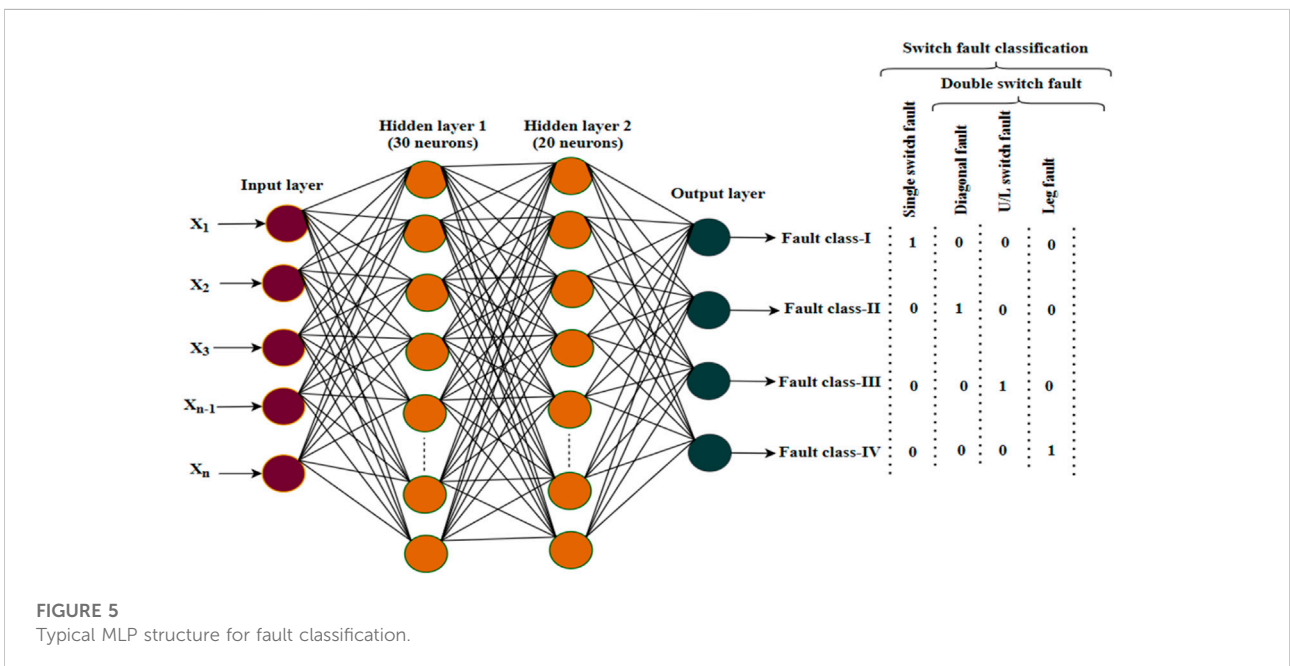 Switch fault classification
Double switch fault
Single switch fault
Diagonal fault
U/L switch fault
Leg fault
Hidden layer 1
(30 neurons)
Hidden layer 2
(20 neurons)
Input layer
Output layer
X1
X2
X3
Xn-1
Xn
Fault class-I 1 0 0 0
Fault class-II 0 1 0 0
Fault class-III 0 0 1 0
Fault class-IV 0 0 0 1
FIGURE 5
Typical MLP structure for fault classification.